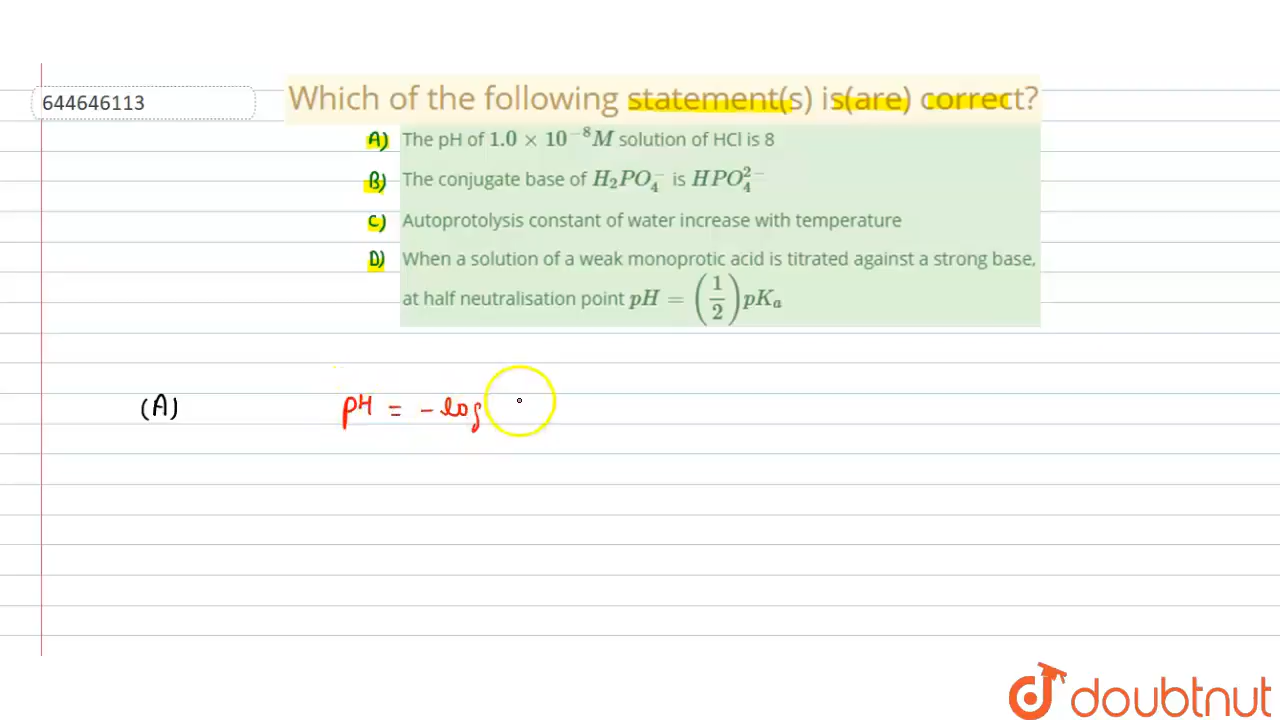 644646113
Which of the following statement(s) is(are) correct?
A) The pH of 1.0 × 10⁻⁸ M solution of HCl is 8
B) The conjugate base of H₂PO₄⁻ is HPO₄²⁻
C) Autoprotolysis constant of water increase with temperature
D) When a solution of a weak monoprotic acid is titrated against a strong base,
at half neutralisation point pH = (1/2) pKₐ
(A) pH = - log
doubtnut